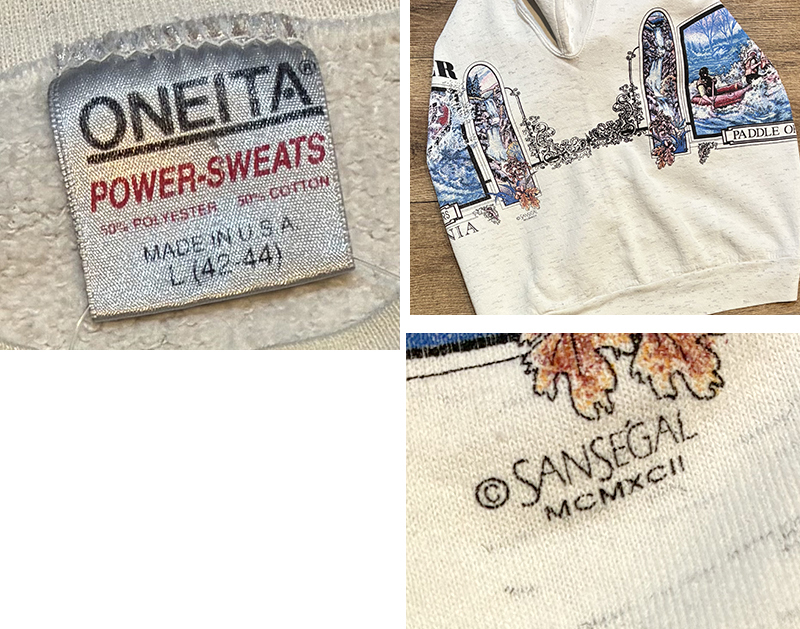 ONEITA®
POWER-SWEATS
50% POLYESTER 50% COTTON
MADE IN U.S.A.
L (42-44)
PADDLE
NIA
© SANSEGAL
MCMXCII